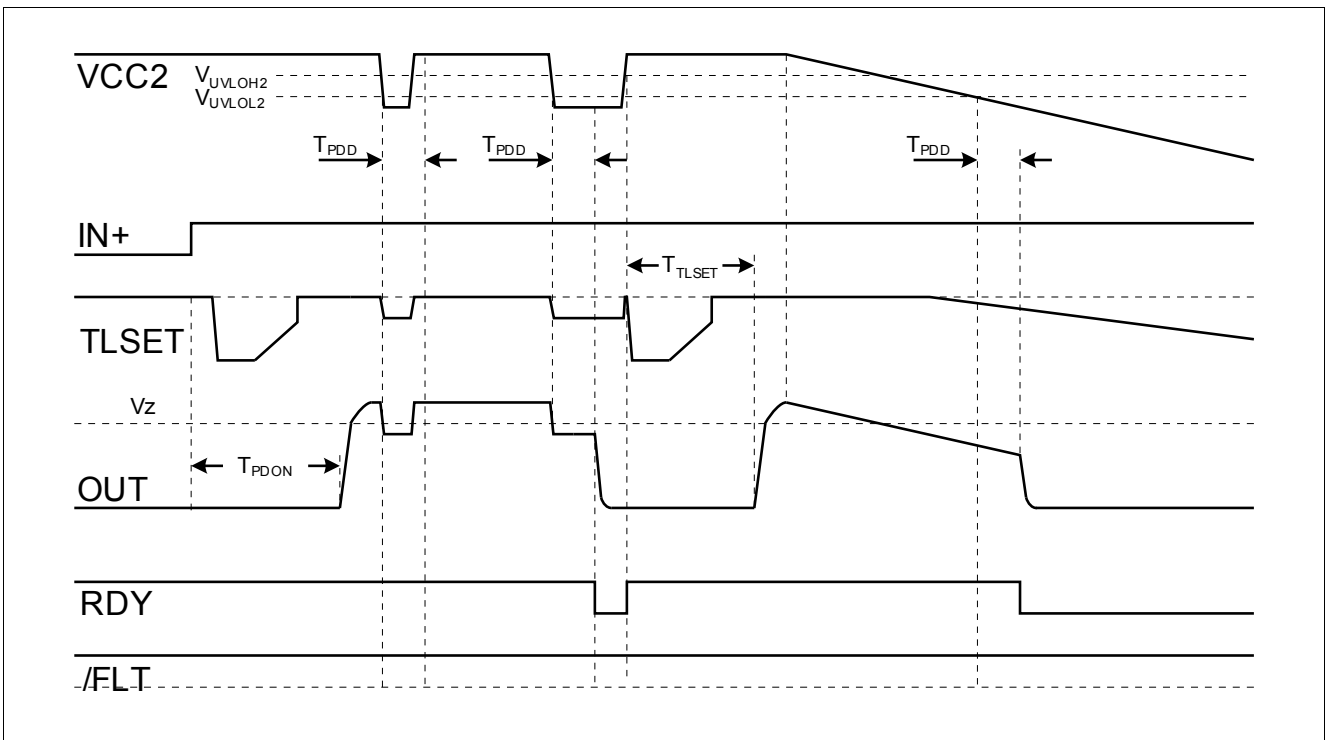 VCC2
VUVLOH2
VUVLOL2
TPDD TPDD TPDD
IN+
TTLSET
TLSET
Vz
TPDON
OUT
RDY
/FLT